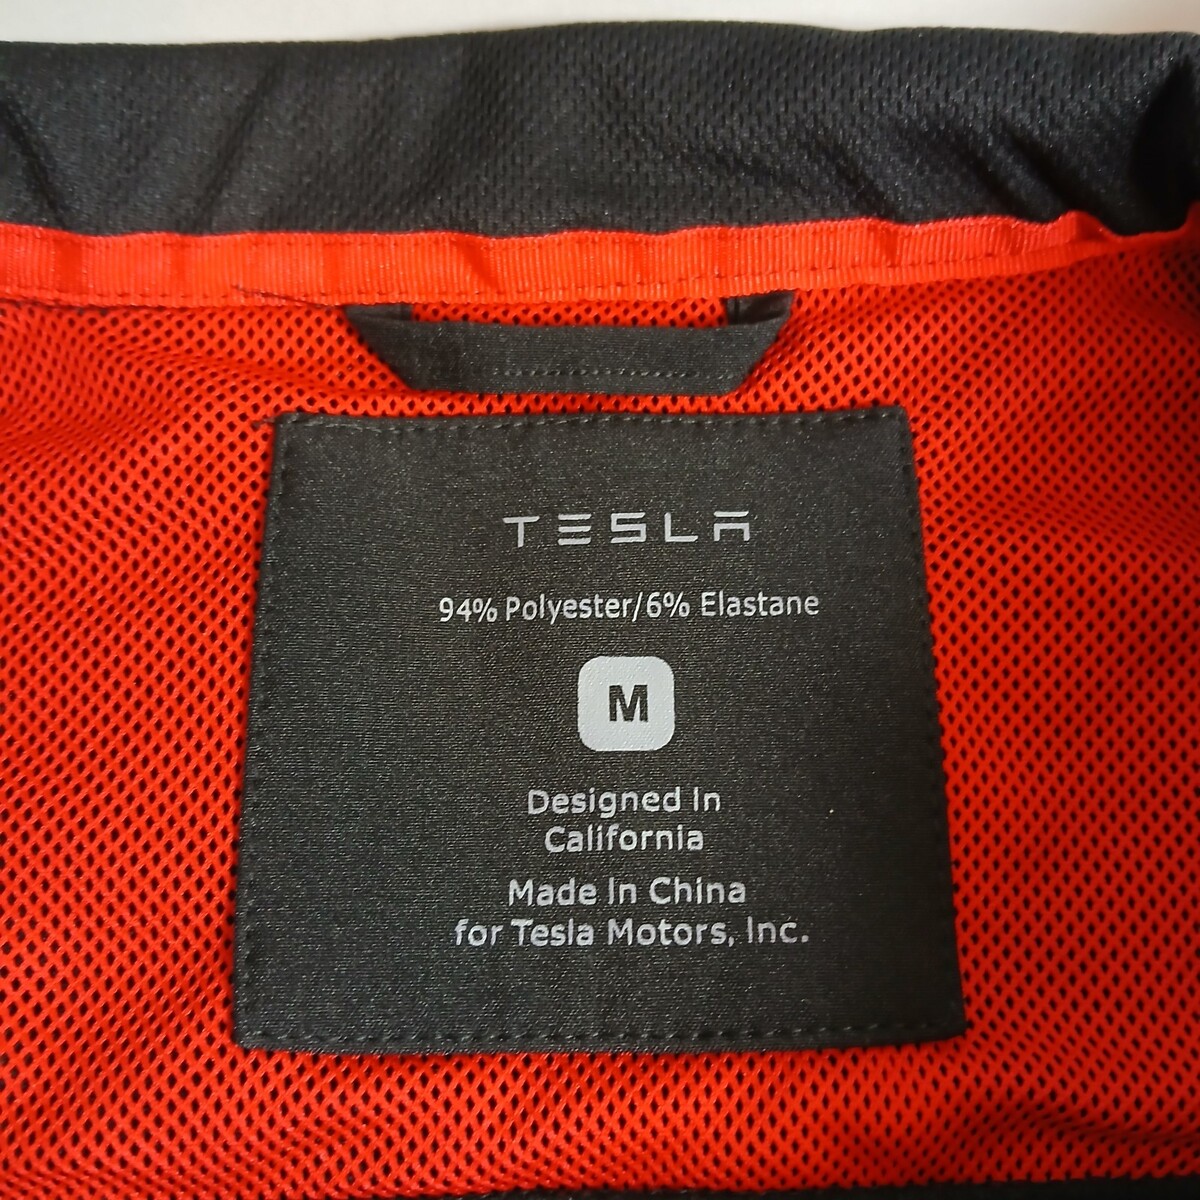 TESLA
94% Polyester/6% Elastane
M
Designed In
California
Made In China
for Tesla Motors, Inc.